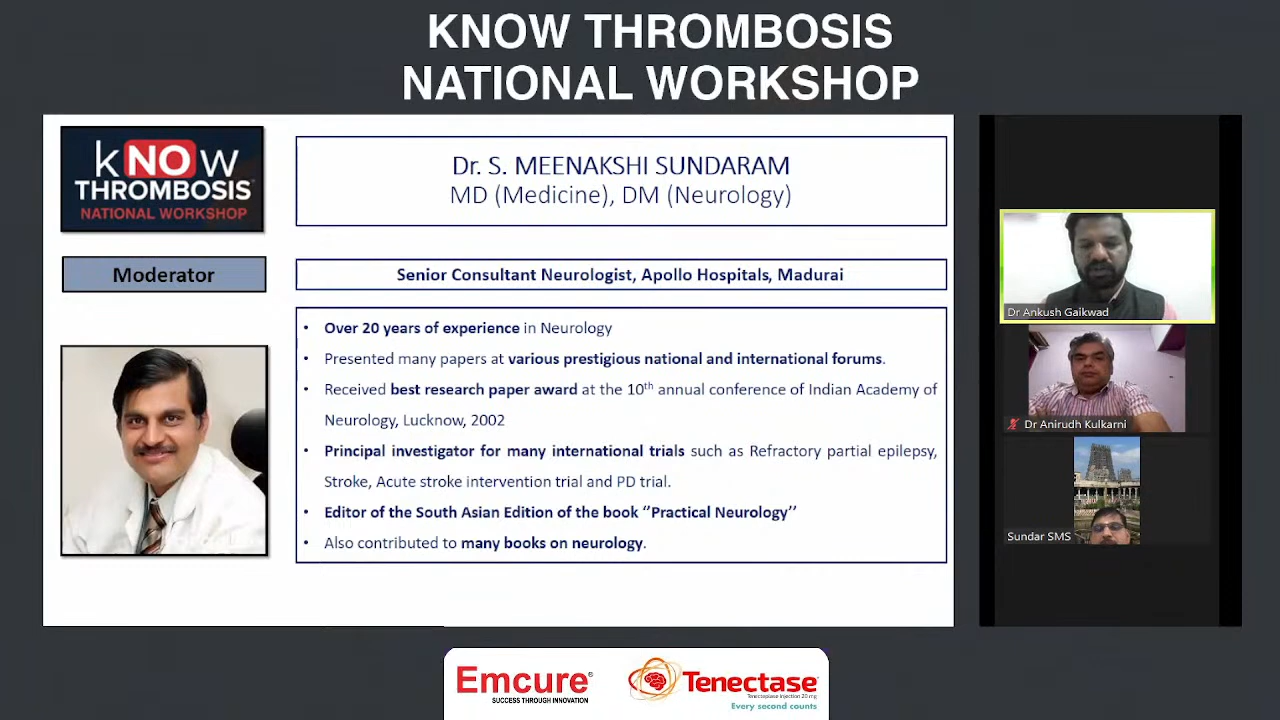 KNOW THROMBOSIS
NATIONAL WORKSHOP
kNOw
THROMBOSIS
NATIONAL WORKSHOP
Dr. S. MEENAKSHI SUNDARAM
MD (Medicine), DM (Neurology)
Moderator
Senior Consultant Neurologist, Apollo Hospitals, Madurai
• Over 20 years of experience in Neurology
• Presented many papers at various prestigious national and international forums.
• Received best research paper award at the 10th annual conference of Indian Academy of
Neurology, Lucknow, 2002
• Principal investigator for many international trials such as Refractory partial epilepsy,
Stroke, Acute stroke intervention trial and PD trial.
• Editor of the South Asian Edition of the book ‘’Practical Neurology’’
• Also contributed to many books on neurology.
Dr Ankush Gaikwad
Dr Anirudh Kulkarni
Sundar SMS
Emcure®
SUCCESS THROUGH INNOVATION
Tenectase
Tenecteplase injection 20 mg
Every second counts